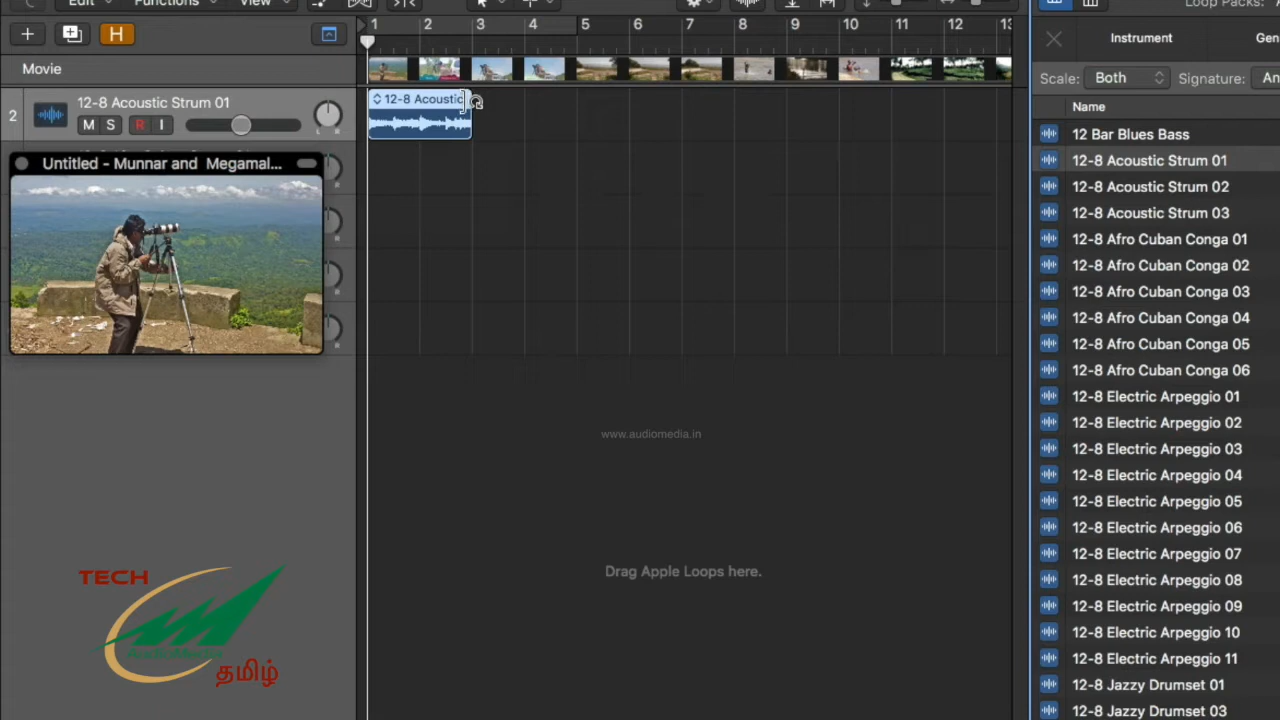 Edit Functions View
Loop Packs:
H
1 2 3 4 5 6 7 8 9 10 11 12 13
Instrument
Gen
Movie
Scale: Both Signature: An
Name
2
12-8 Acoustic Strum 01
M S R I
L R
12-8 Acoustic
Untitled - Munnar and Megamal...
12 Bar Blues Bass
12-8 Acoustic Strum 01
12-8 Acoustic Strum 02
12-8 Acoustic Strum 03
12-8 Afro Cuban Conga 01
12-8 Afro Cuban Conga 02
12-8 Afro Cuban Conga 03
12-8 Afro Cuban Conga 04
12-8 Afro Cuban Conga 05
12-8 Afro Cuban Conga 06
12-8 Electric Arpeggio 01
12-8 Electric Arpeggio 02
12-8 Electric Arpeggio 03
12-8 Electric Arpeggio 04
12-8 Electric Arpeggio 05
12-8 Electric Arpeggio 06
12-8 Electric Arpeggio 07
12-8 Electric Arpeggio 08
12-8 Electric Arpeggio 09
12-8 Electric Arpeggio 10
12-8 Electric Arpeggio 11
12-8 Jazzy Drumset 01
12-8 Jazzy Drumset 03
www.audiomedia.in
Drag Apple Loops here.
TECH
AudioMedia
தமிழ்